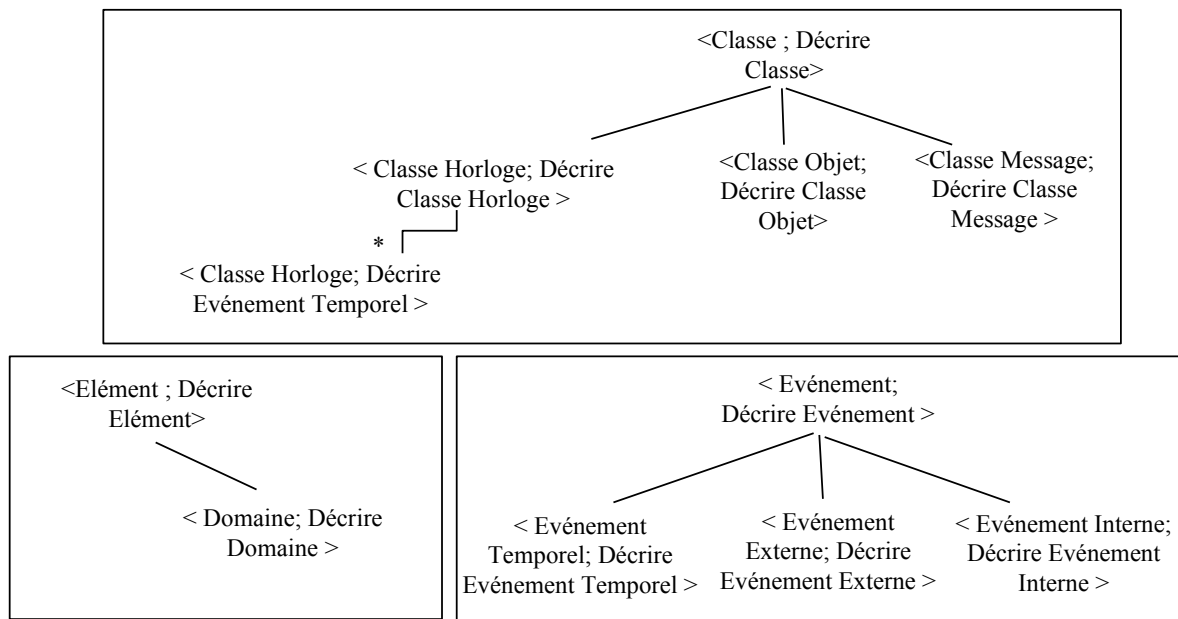 <Classe ; Décrire
Classe>
< Classe Horloge; Décrire
Classe Horloge >
<Classe Objet;
Décrire Classe
Objet>
<Classe Message;
Décrire Classe
Message >
*
< Classe Horloge; Décrire
Evénement Temporel >
<Elément ; Décrire
Elément>
< Domaine; Décrire
Domaine >
< Evénement;
Décrire Evénement >
< Evénement
Temporel; Décrire
Evénement Temporel >
< Evénement
Externe; Décrire
Evénement Externe >
< Evénement Interne;
Décrire Evénement
Interne >